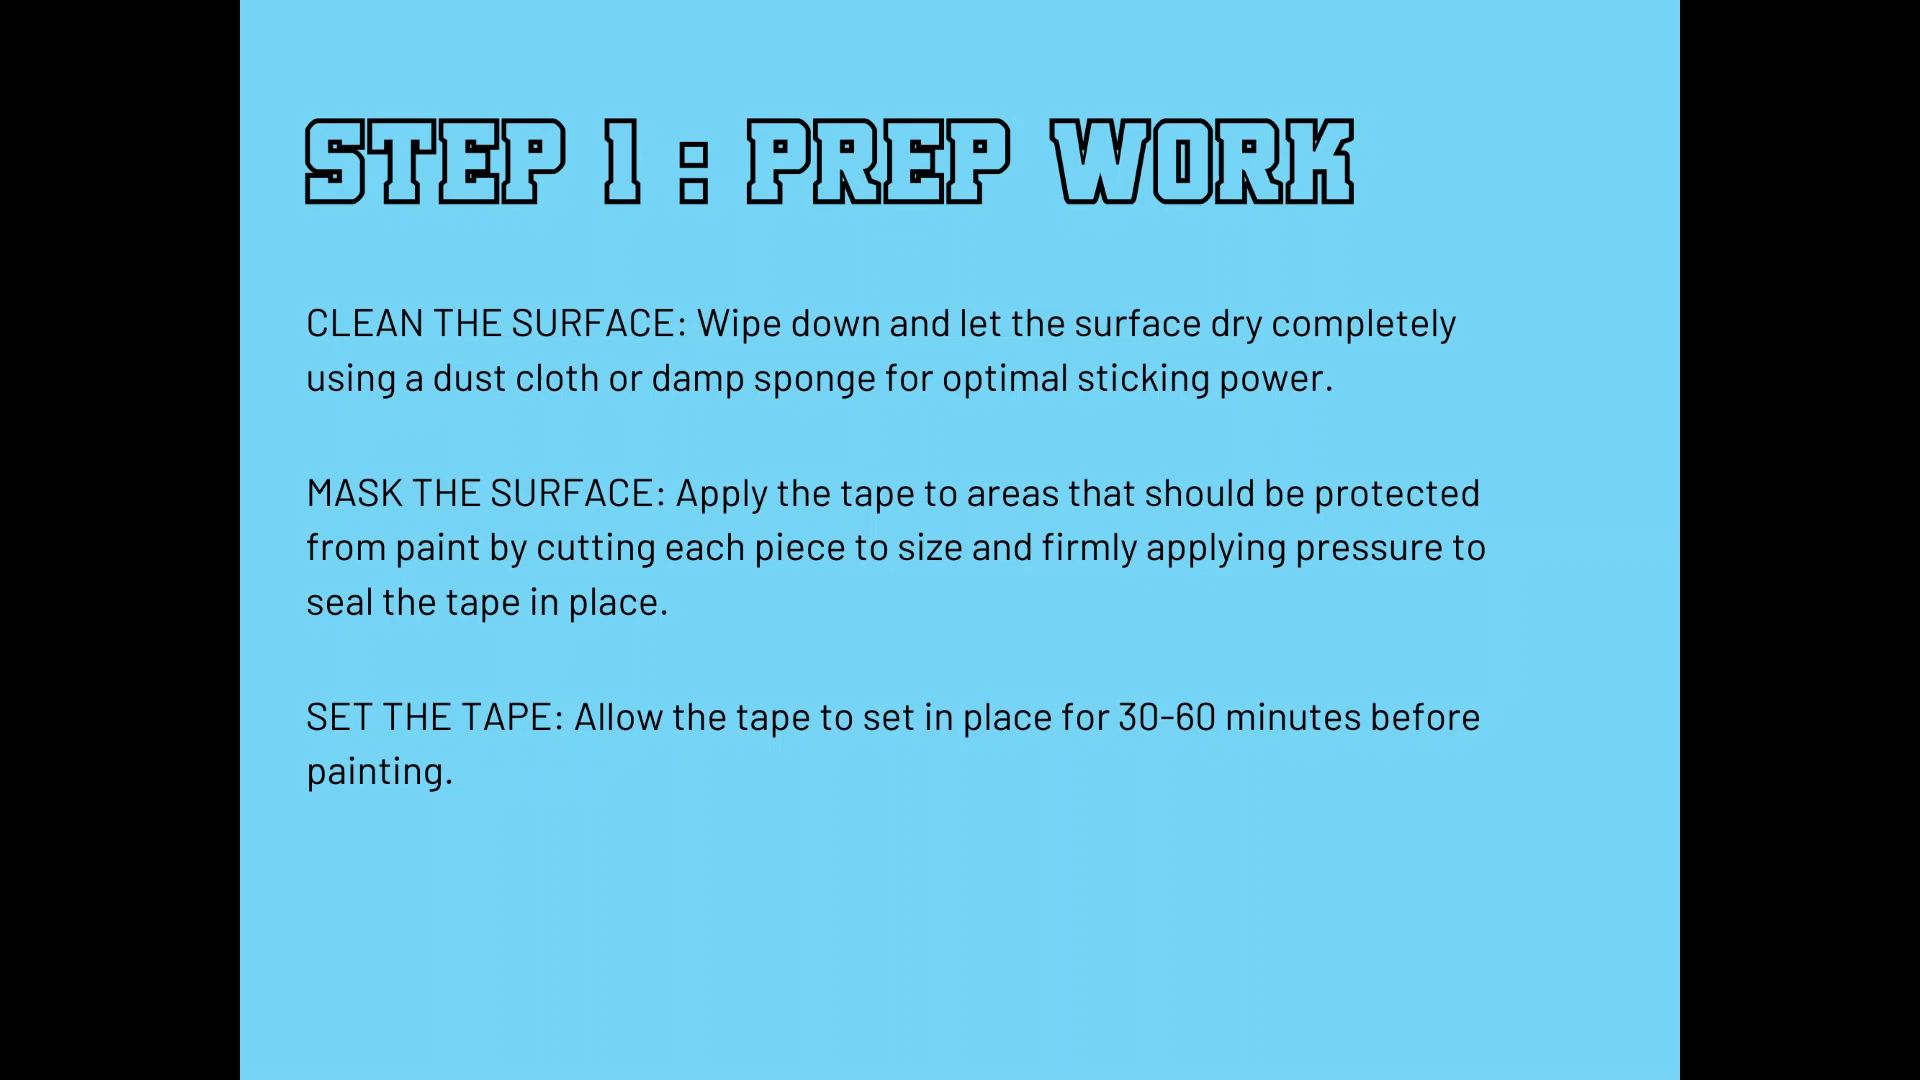 STEP 1 : PREP WORK
CLEAN THE SURFACE: Wipe down and let the surface dry completely
using a dust cloth or damp sponge for optimal sticking power.
MASK THE SURFACE: Apply the tape to areas that should be protected
from paint by cutting each piece to size and firmly applying pressure to
seal the tape in place.
SET THE TAPE: Allow the tape to set in place for 30-60 minutes before
painting.